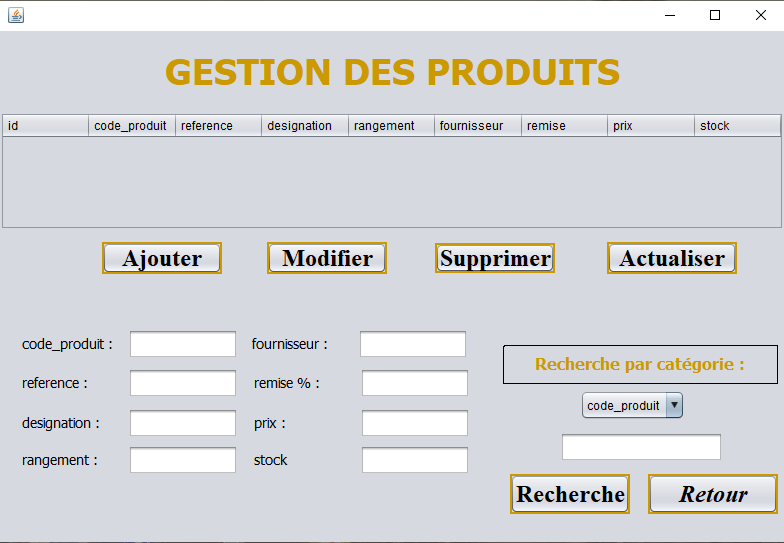 GESTION DES PRODUITS
id code_produit reference designation rangement fournisseur remise prix stock
Ajouter Modifier Supprimer Actualiser
code_produit : fournisseur :
reference : remise % :
designation : prix :
rangement : stock
Recherche par catégorie :
code_produit
Recherche Retour